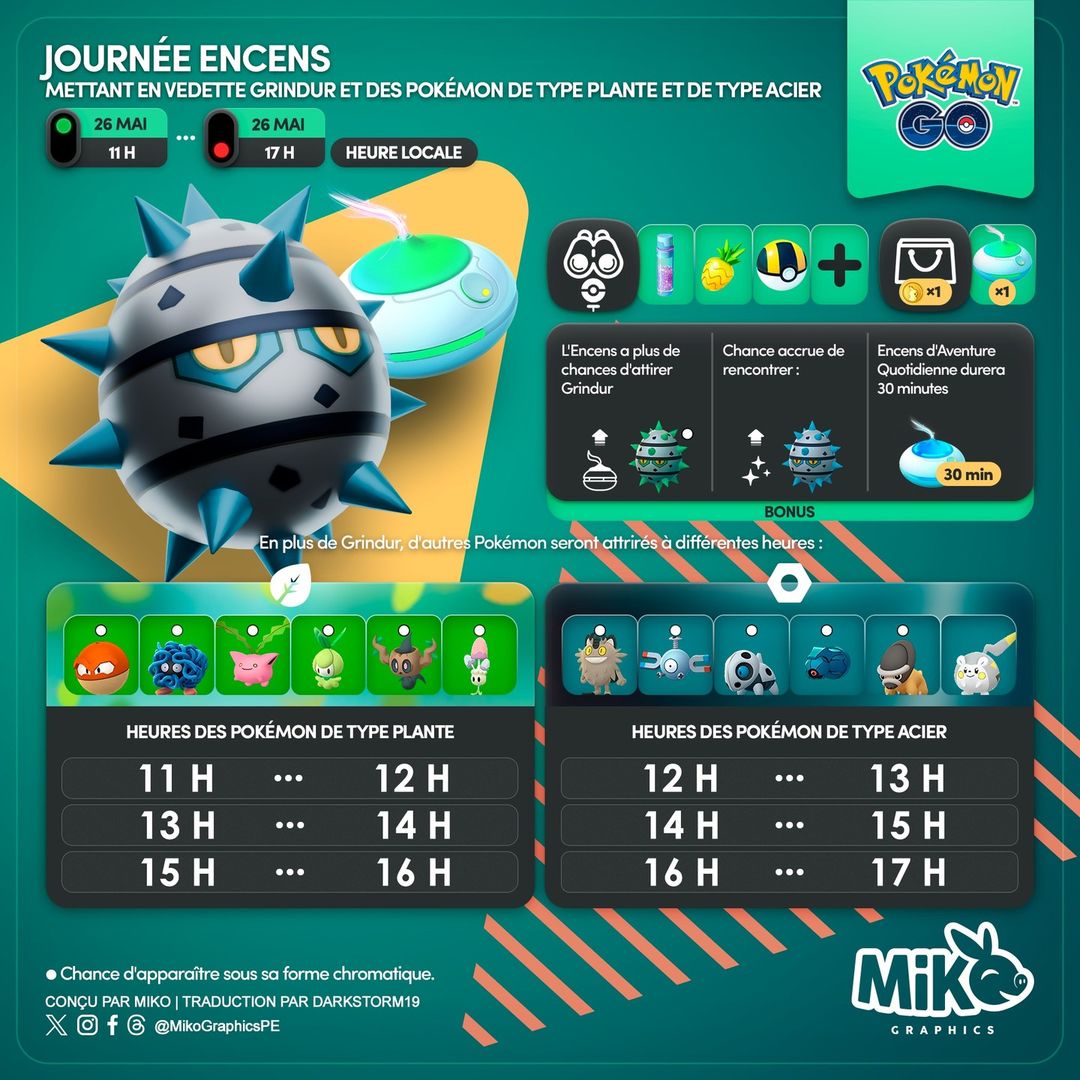 JOURNÉE ENCENS
METTANT EN VEDETTE GRINDUR ET DES POKÉMON DE TYPE PLANTE ET DE TYPE ACIER
26 MAI
11 H
...
26 MAI
17 H
HEURE LOCALE
POKéMON
GO
×1
×1
L'Encens a plus de
chances d'attirer
Grindur
Chance accrue de
rencontrer :
Encens d'Aventure
Quotidienne durera
30 minutes
30 min
BONUS
En plus de Grindur, d'autres Pokémon seront attrirés à différentes heures :
HEURES DES POKÉMON DE TYPE PLANTE
11 H ... 12 H
13 H ... 14 H
15 H ... 16 H
HEURES DES POKÉMON DE TYPE ACIER
12 H ... 13 H
14 H ... 15 H
16 H ... 17 H
● Chance d'apparaître sous sa forme chromatique.
CONÇU PAR MIKO | TRADUCTION PAR DARKSTORM19
@MikoGraphicsPE
MiKO
GRAPHICS